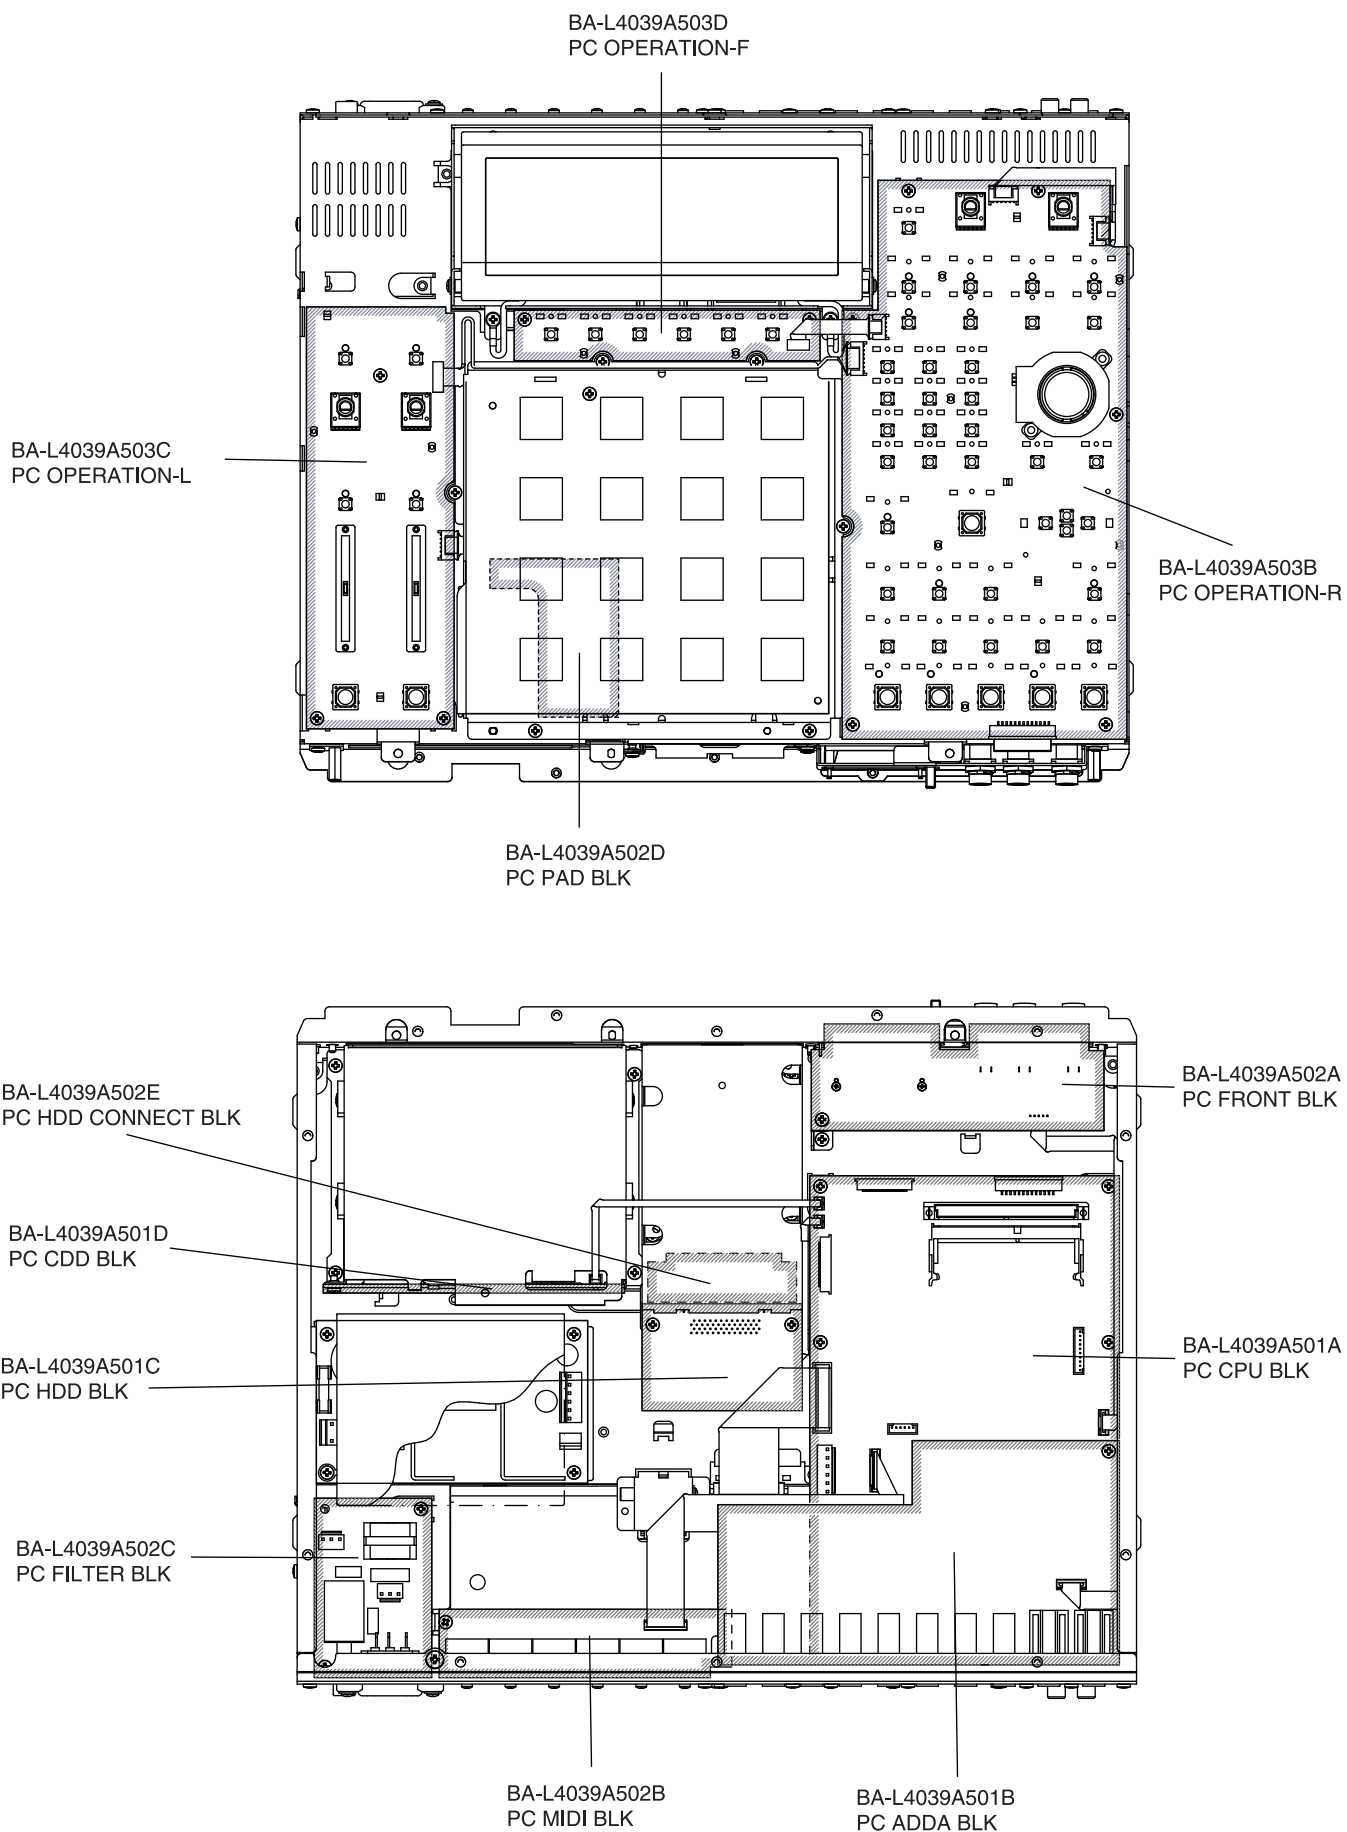 BA-L4039A503D
PC OPERATION-F
BA-L4039A503C
PC OPERATION-L
BA-L4039A503B
PC OPERATION-R
BA-L4039A502D
PC PAD BLK
BA-L4039A502E
PC HDD CONNECT BLK
BA-L4039A502A
PC FRONT BLK
BA-L4039A501D
PC CDD BLK
BA-L4039A501C
PC HDD BLK
BA-L4039A501A
PC CPU BLK
BA-L4039A502C
PC FILTER BLK
BA-L4039A502B
PC MIDI BLK
BA-L4039A501B
PC ADDA BLK